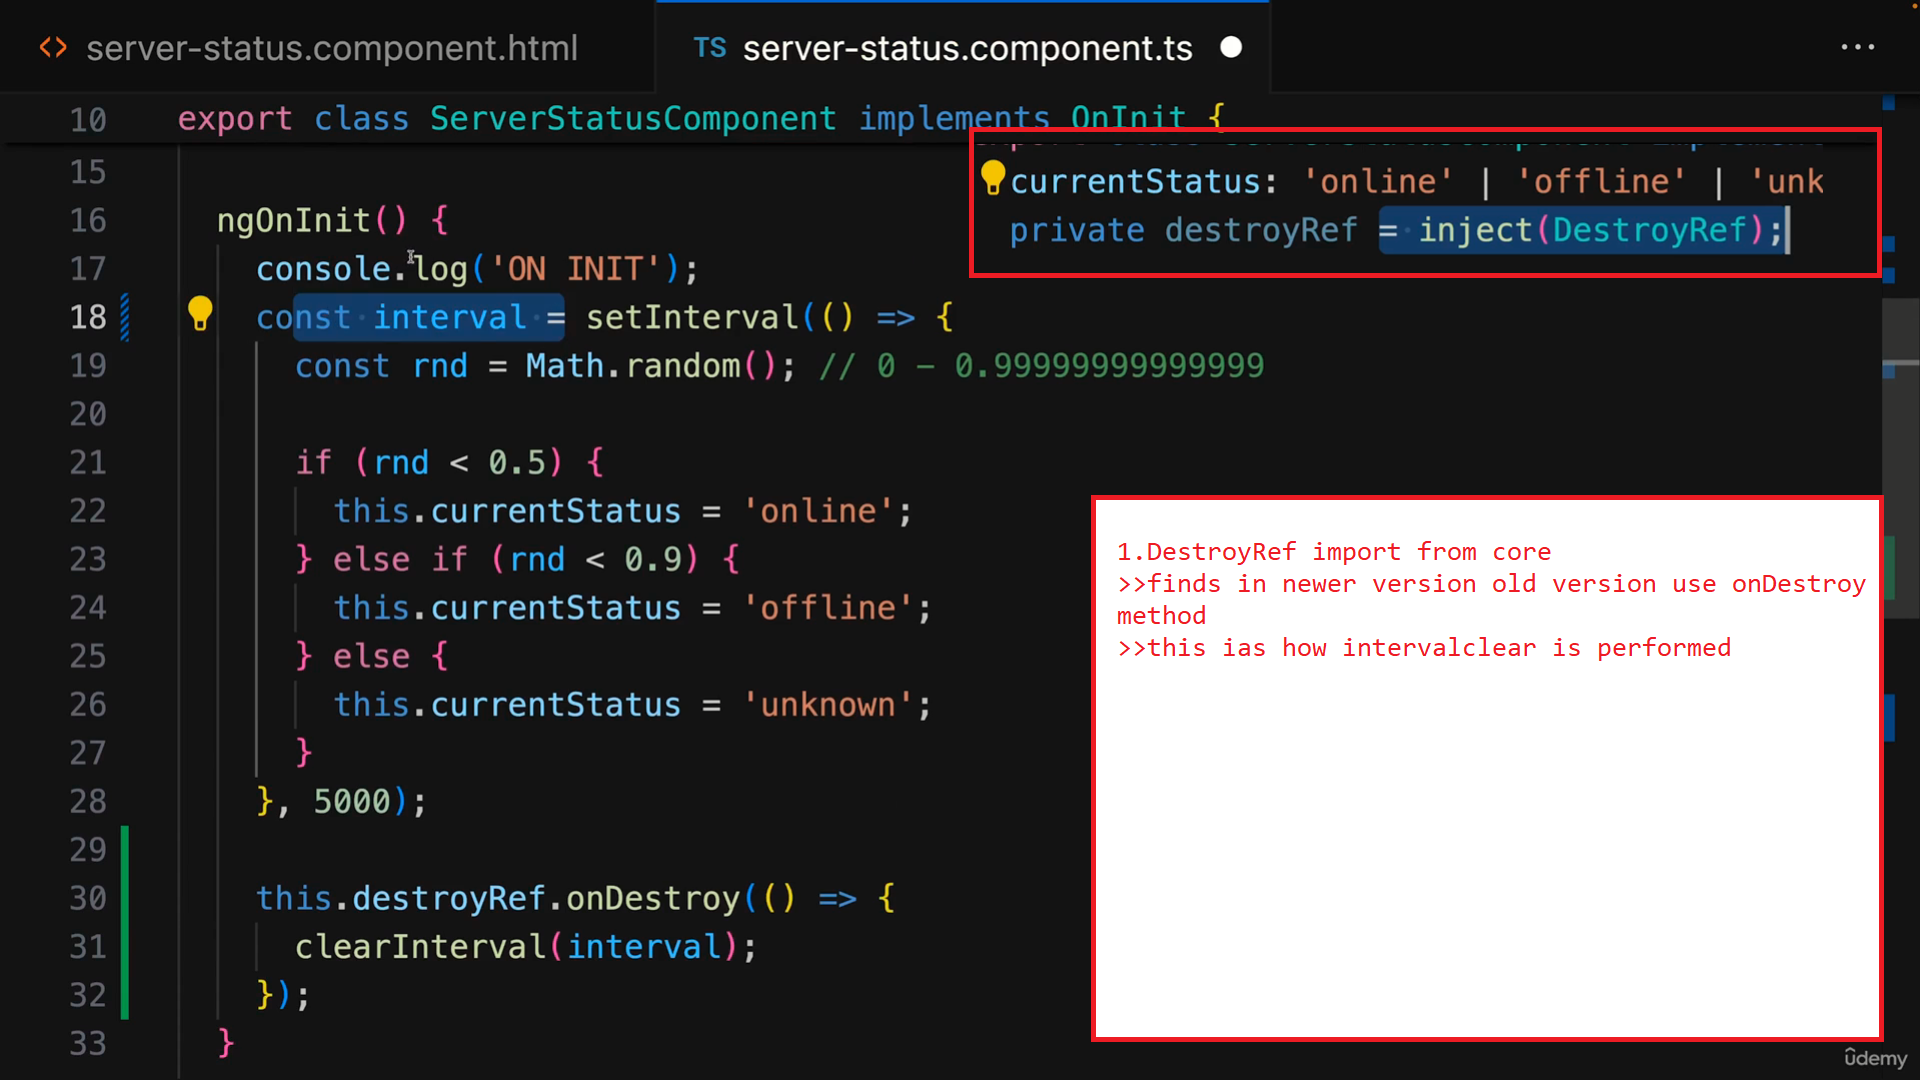 server-status.component.html
TS server-status.component.ts
10 export class ServerStatusComponent implements OnInit {
currentStatus: 'online' | 'offline' | 'unk
private destroyRef = inject(DestroyRef);
15
16 ngOnInit() {
17 console.log('ON INIT');
18 const interval = setInterval(() => {
19 const rnd = Math.random(); // 0 - 0.99999999999999
20
21 if (rnd < 0.5) {
22 this.currentStatus = 'online';
23 } else if (rnd < 0.9) {
24 this.currentStatus = 'offline';
25 } else {
26 this.currentStatus = 'unknown';
27 }
28 }, 5000);
29
30 this.destroyRef.onDestroy(() => {
31 clearInterval(interval);
32 });
33 }
1.DestroyRef import from core
>>finds in newer version old version use onDestroy
method
>>this ias how intervalclear is performed
ûdemy